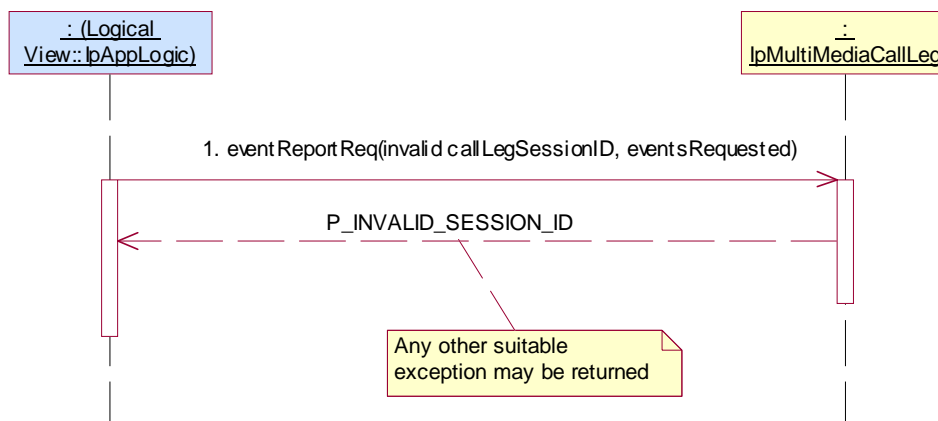 : (Logical
View::IpAppLogic)
:
IpMultiMediaCallLeg
1. eventReportReq(invalid callLegSessionID, eventsRequested)
P_INVALID_SESSION_ID
Any other suitable
exception may be returned